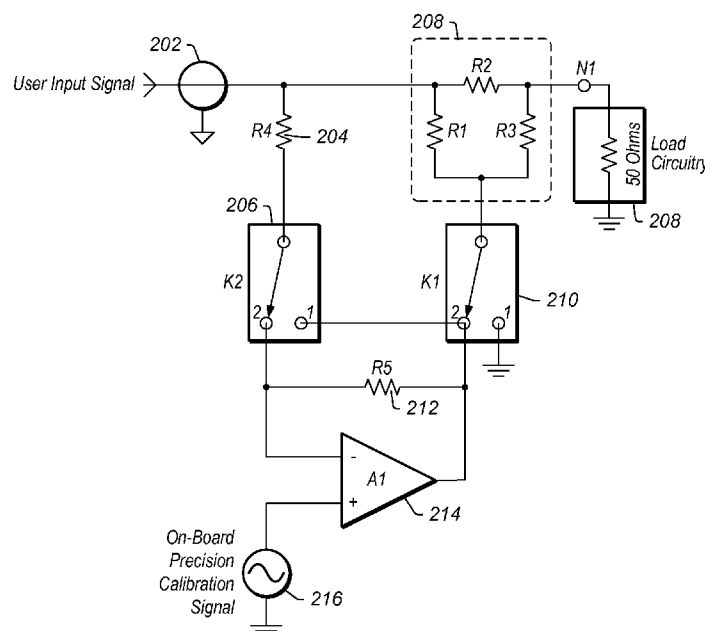 208
202
User Input Signal
R2
N1
R4
204
R1
R3
50 Ohms
Load
Circuitry
208
206
K2
2
1
K1
2
1
210
R5
212
-
A1
+
214
On-Board
Precision
Calibration
Signal
216